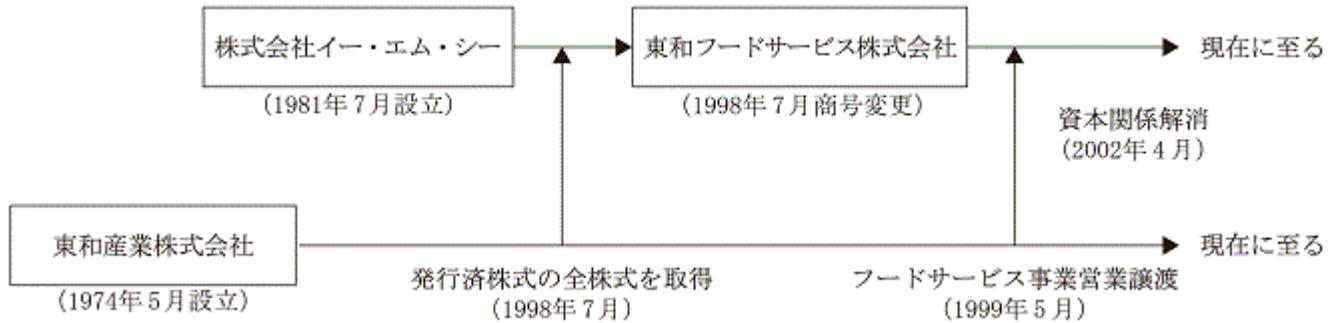 株式会社イー・エム・シー
(1981年7月設立)
東和フードサービス株式会社
(1998年7月商号変更)
現在に至る
資本関係解消
(2002年4月)
東和産業株式会社
(1974年5月設立)
発行済株式の全株式を取得
(1998年7月)
フードサービス事業営業譲渡
(1999年5月)
現在に至る